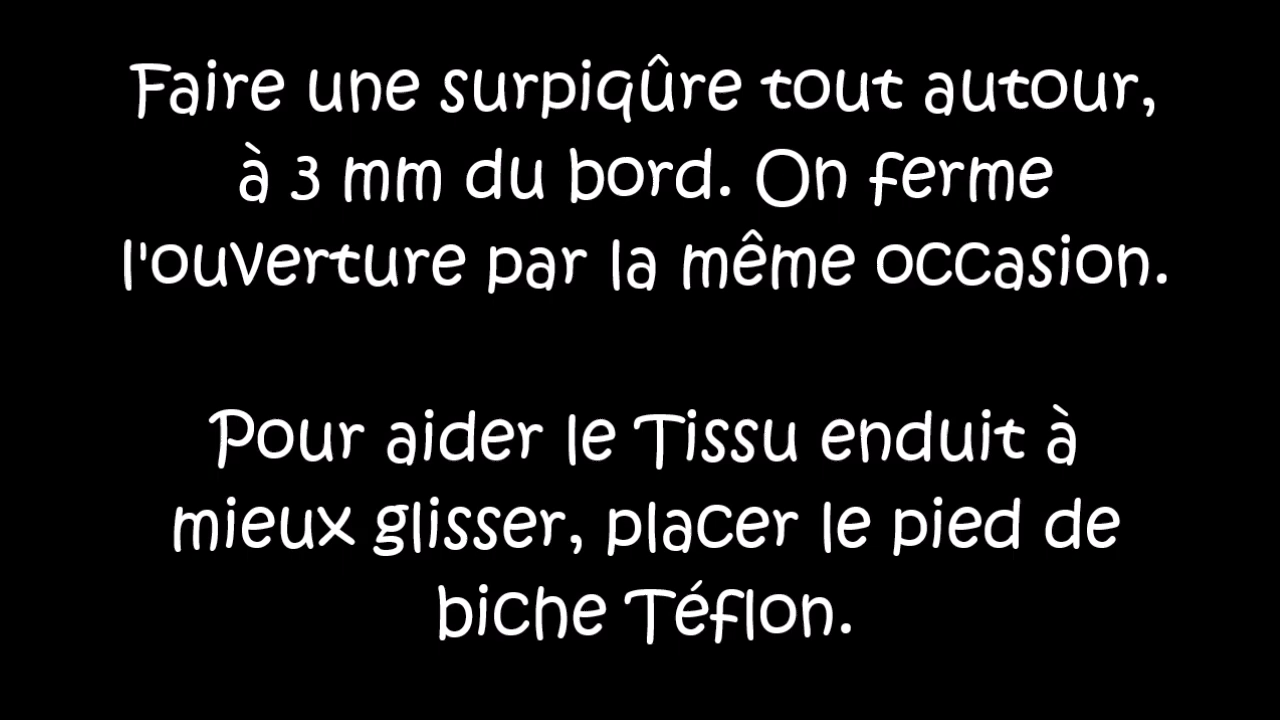 Faire une surpiqûre tout autour,
à 3 mm du bord. On ferme
l'ouverture par la même occasion.
Pour aider le Tissu enduit à
mieux glisser, placer le pied de
biche Téflon.